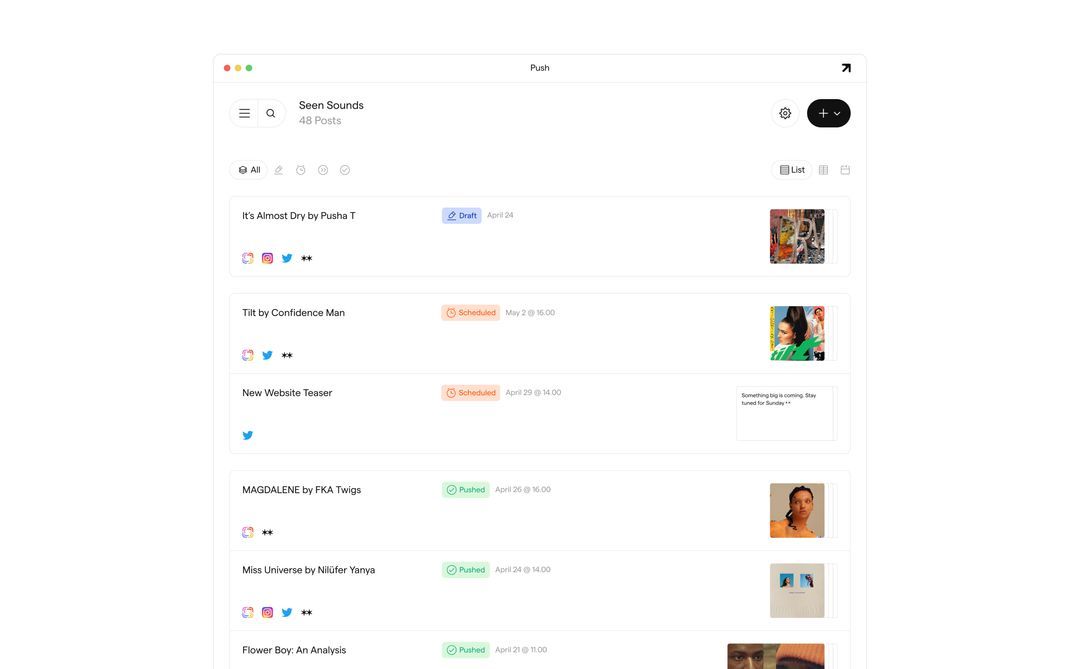 Push
Seen Sounds
48 Posts
All
List
It's Almost Dry by Pusha T
Draft
April 24
Tilt by Confidence Man
Scheduled
May 2 @ 16.00
New Website Teaser
Scheduled
April 29 @ 14.00
Something big is coming. Stay
tuned for Sunday **
MAGDALENE by FKA Twigs
Pushed
April 26 @ 16.00
Miss Universe by Nilüfer Yanya
Pushed
April 24 @ 14.00
Flower Boy: An Analysis
Pushed
April 21 @ 11.00